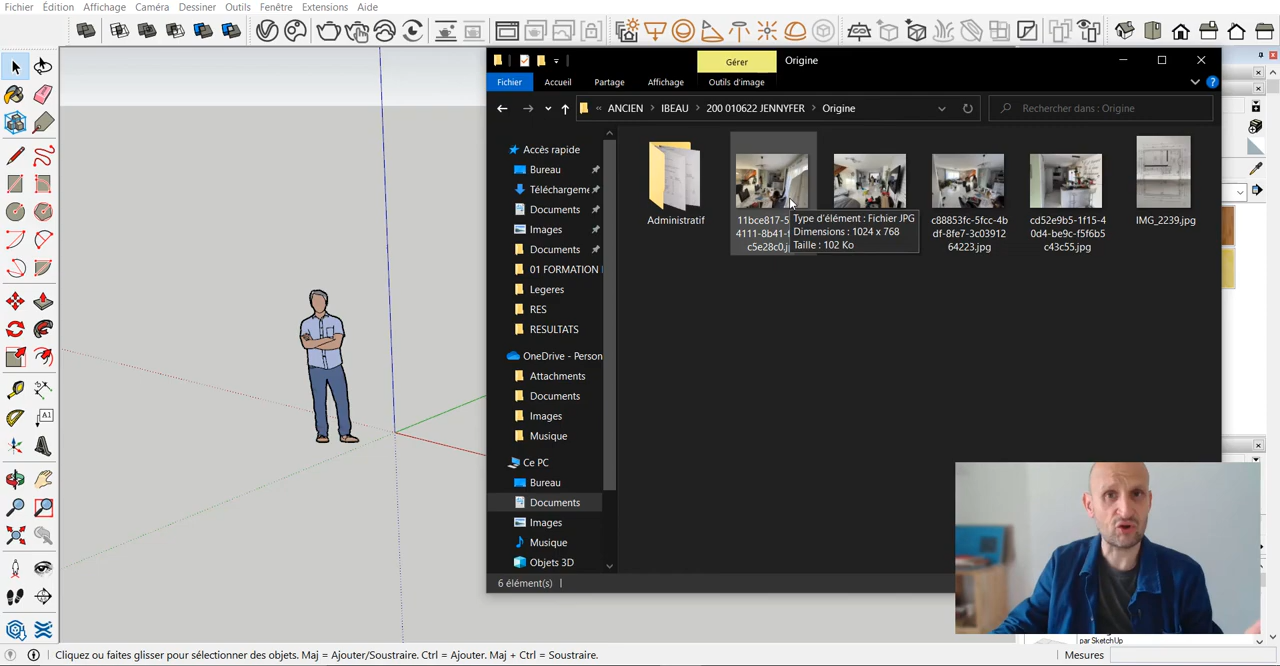 Fichier Édition Affichage Caméra Dessiner Outils Fenêtre Extensions Aide
Gérer Origine
Fichier Accueil Partage Affichage Outils d'image
« ANCIEN > IBEAU > 200 010622 JENNYFER > Origine
Rechercher dans : Origine
Accès rapide
Bureau
Téléchargeme
Documents
Images
Documents
01 FORMATION
Legeres
RES
RESULTATS
OneDrive - Person
Attachments
Documents
Images
Musique
Ce PC
Bureau
Documents
Images
Musique
Objets 3D
Administratif
11bce817-5
4111-8b41-
c5e28c0.j
Type d'élément : Fichier JPG
Dimensions : 1024 x 768
Taille : 102 Ko
c88853fc-5fcc-4b
df-8fe7-3c03912
64223.jpg
cd52e9b5-1f15-4
0d4-be9c-f5f6b5
c43c55.jpg
IMG_2239.jpg
6 élément(s)
A1
par SketchUp
Cliquez ou faites glisser pour sélectionner des objets. Maj = Ajouter/Soustraire. Ctrl = Ajouter. Maj + Ctrl = Soustraire.
Mesures